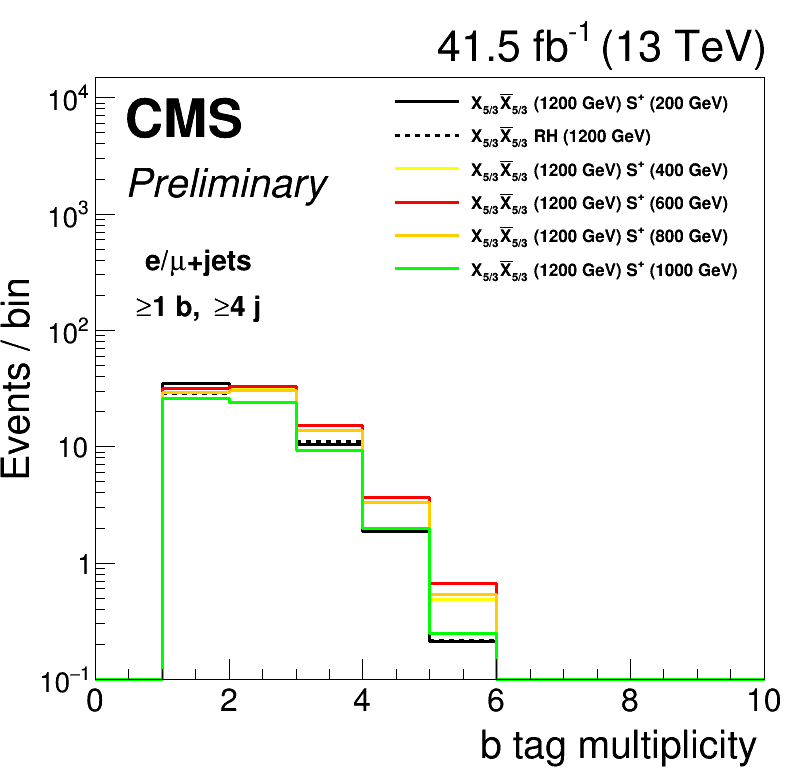 41.5 fb⁻¹ (13 TeV)
CMS
Preliminary
e/μ+jets
≥1 b, ≥4 j
X₅/₃X̅₅/₃ (1200 GeV) S⁺ (200 GeV)
X₅/₃X̅₅/₃ RH (1200 GeV)
X₅/₃X̅₅/₃ (1200 GeV) S⁺ (400 GeV)
X₅/₃X̅₅/₃ (1200 GeV) S⁺ (600 GeV)
X₅/₃X̅₅/₃ (1200 GeV) S⁺ (800 GeV)
X₅/₃X̅₅/₃ (1200 GeV) S⁺ (1000 GeV)
Events / bin
10⁴
10³
10²
10
1
10⁻¹
0 2 4 6 8 10
b tag multiplicity